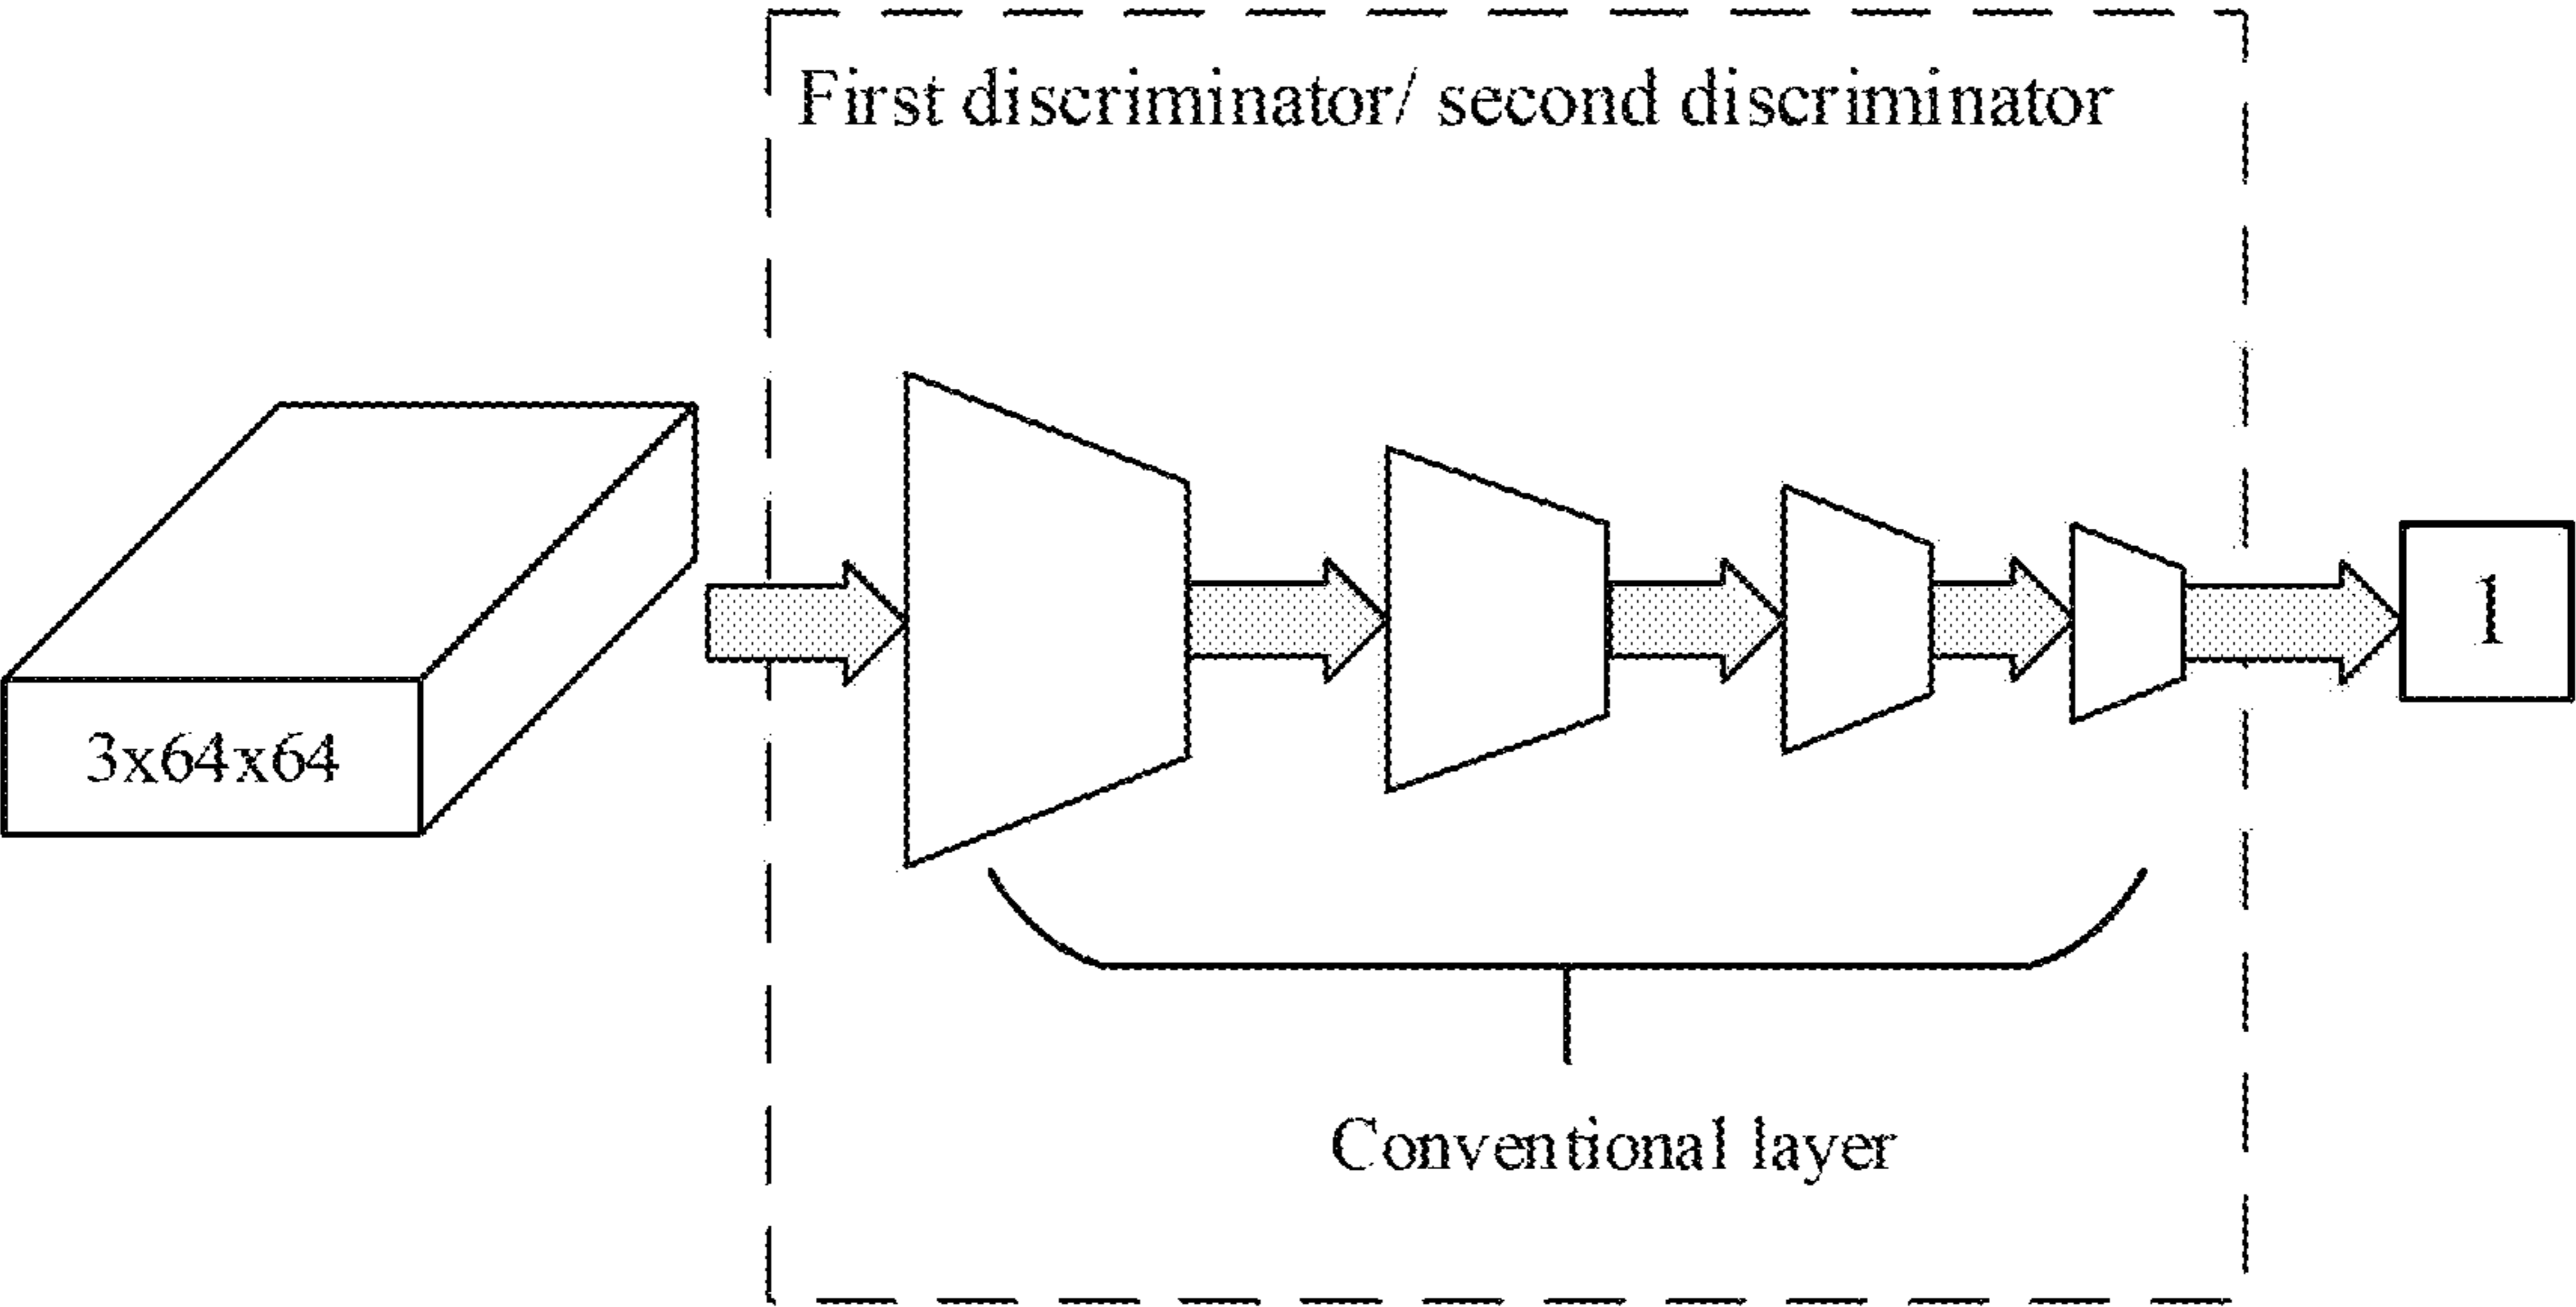 First discriminator/ second discriminator
3x64x64
1
Conventional layer